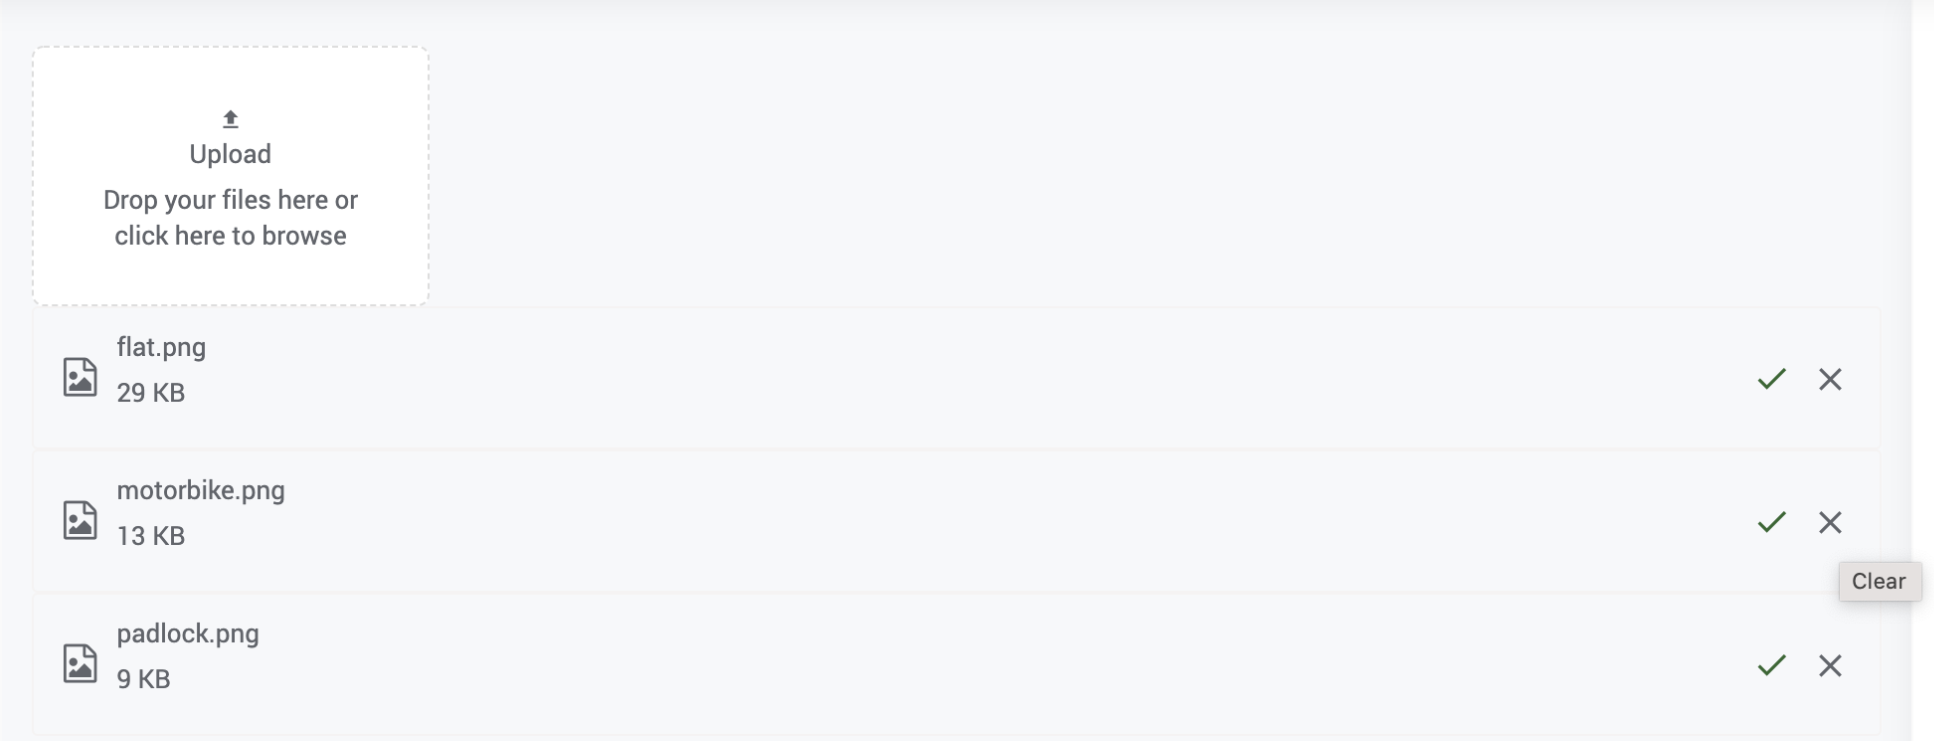 Upload
Drop your files here or
click here to browse
flat.png
29 KB
motorbike.png
13 KB
Clear
padlock.png
9 KB